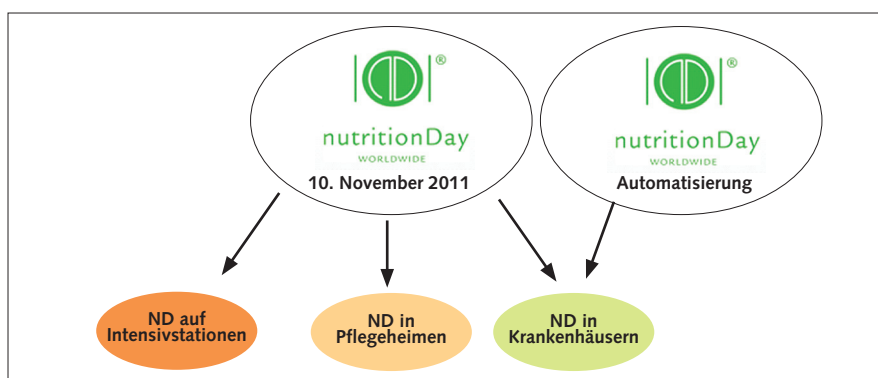 ®
nutritionDay
WORLDWIDE
10. November 2011
®
nutritionDay
WORLDWIDE
Automatisierung
ND auf
Intensivstationen
ND in
Pflegeheimen
ND in
Krankenhäusern